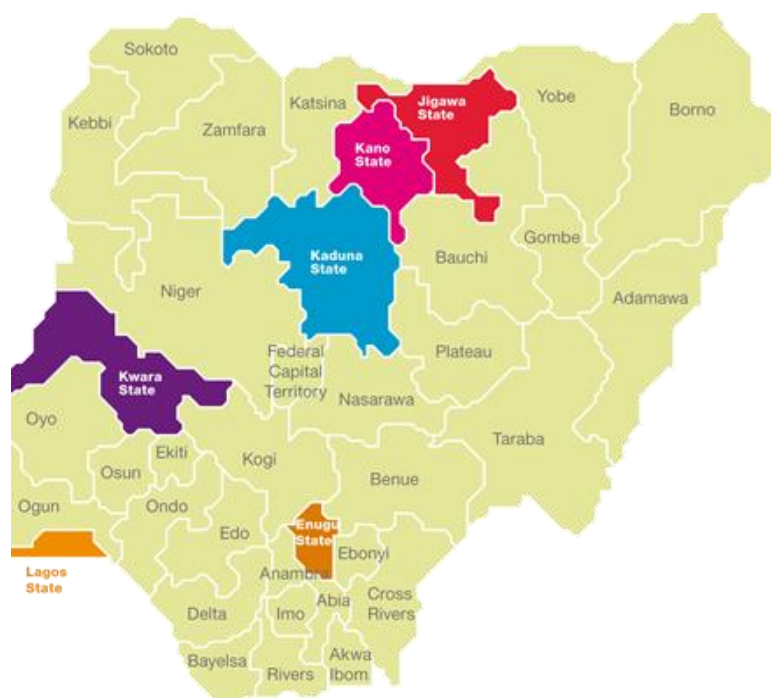 Sokoto
Kebbi
Zamfara
Katsina
Jigawa
State
Yobe
Borno
Kano
State
Kaduna
State
Bauchi
Gombe
Adamawa
Niger
Federal
Capital
Territory
Plateau
Nasarawa
Kwara
State
Oyo
Osun
Ekiti
Kogi
Benue
Taraba
Ogun
Ondo
Edo
Enugu
State
Ebonyi
Lagos
State
Anambra
Delta
Imo
Abia
Cross
Rivers
Bayelsa
Rivers
Akwa
Ibom